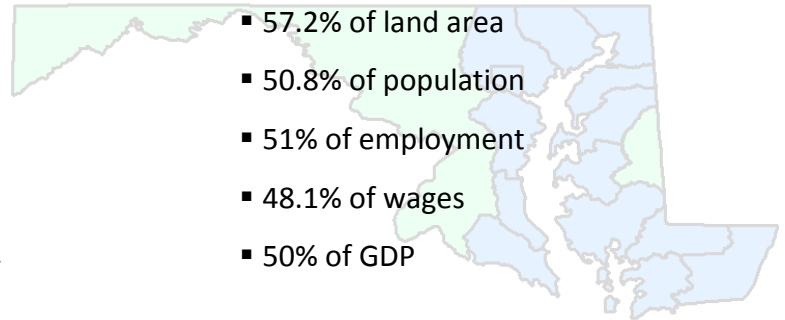 ▪ 57.2% of land area
▪ 50.8% of population
▪ 51% of employment
▪ 48.1% of wages
▪ 50% of GDP